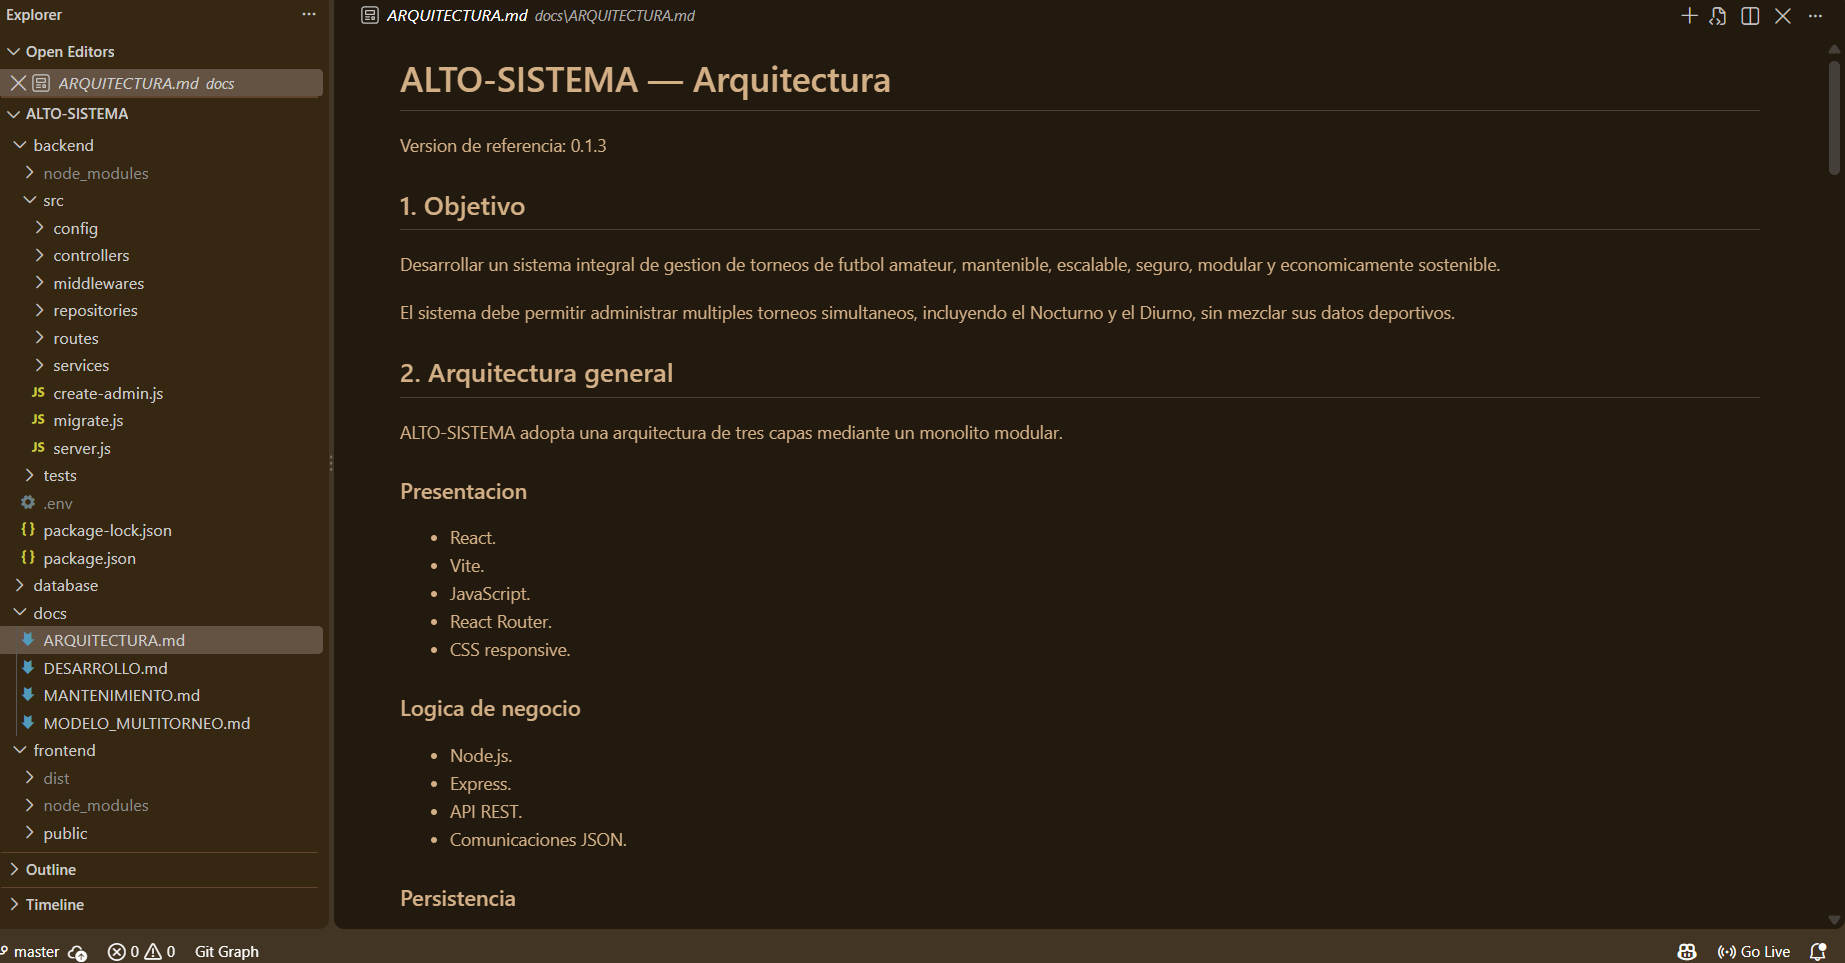 Explorer
Open Editors
ARQUITECTURA.md docs
ALTO-SISTEMA
backend
node_modules
src
config
controllers
middlewares
repositories
routes
services
JS create-admin.js
JS migrate.js
JS server.js
tests
.env
{} package-lock.json
{} package.json
database
docs
ARQUITECTURA.md
DESARROLLO.md
MANTENIMIENTO.md
MODELO_MULTITORNEO.md
frontend
dist
node_modules
public
Outline
Timeline
ARQUITECTURA.md docs\ARQUITECTURA.md
ALTO-SISTEMA — Arquitectura
Version de referencia: 0.1.3
1. Objetivo
Desarrollar un sistema integral de gestion de torneos de futbol amateur, mantenible, escalable, seguro, modular y economicamente sostenible.
El sistema debe permitir administrar multiples torneos simultaneos, incluyendo el Nocturno y el Diurno, sin mezclar sus datos deportivos.
2. Arquitectura general
ALTO-SISTEMA adopta una arquitectura de tres capas mediante un monolito modular.
Presentacion
• React.
• Vite.
• JavaScript.
• React Router.
• CSS responsive.
Logica de negocio
• Node.js.
• Express.
• API REST.
• Comunicaciones JSON.
Persistencia
master 0 0 Git Graph
Go Live